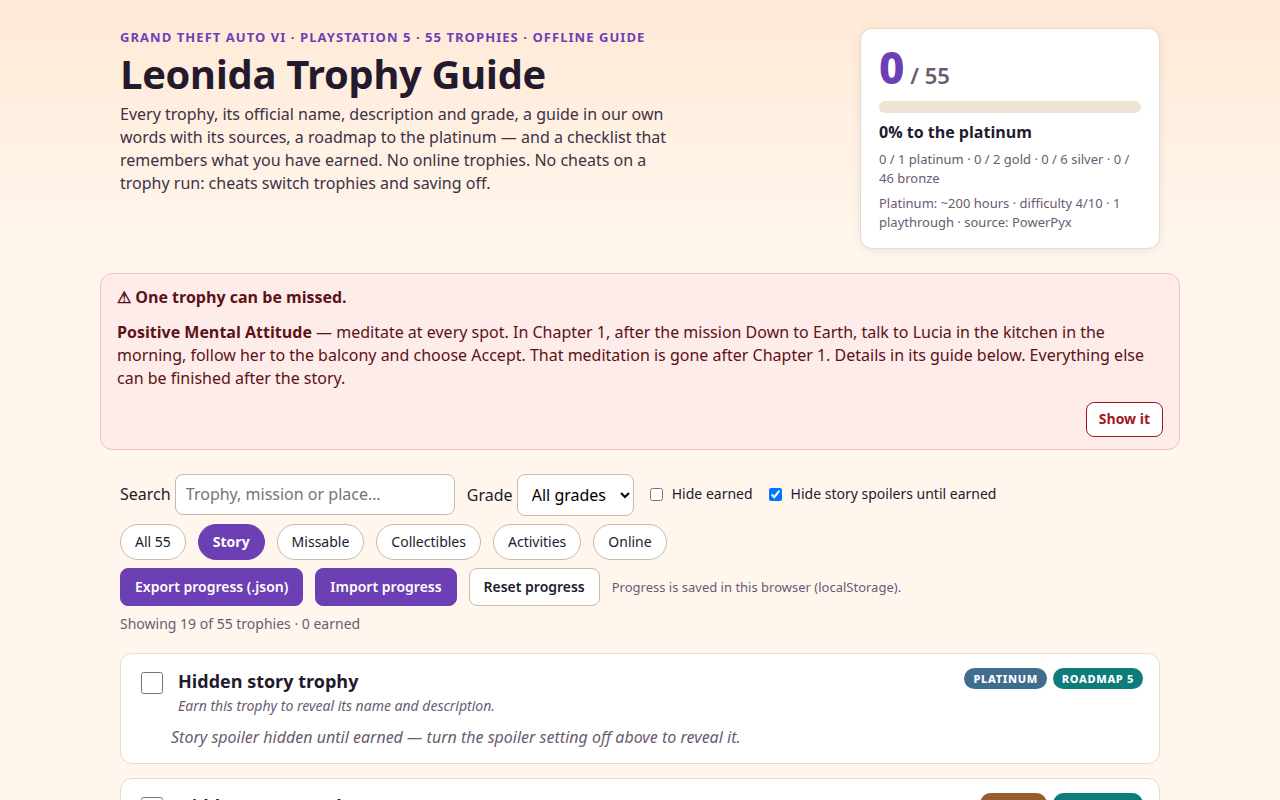 GRAND THEFT AUTO VI · PLAYSTATION 5 · 55 TROPHIES · OFFLINE GUIDE
Leonida Trophy Guide
Every trophy, its official name, description and grade, a guide in our own
words with its sources, a roadmap to the platinum — and a checklist that
remembers what you have earned. No online trophies. No cheats on a
trophy run: cheats switch trophies and saving off.
0 / 55
0% to the platinum
0 / 1 platinum · 0 / 2 gold · 0 / 6 silver · 0 /
46 bronze
Platinum: ~200 hours · difficulty 4/10 · 1
playthrough · source: PowerPyx
⚠ One trophy can be missed.
Positive Mental Attitude — meditate at every spot. In Chapter 1, after the mission Down to Earth, talk to Lucia in the kitchen in the
morning, follow her to the balcony and choose Accept. That meditation is gone after Chapter 1. Details in its guide below. Everything else
can be finished after the story.
Show it
Search Trophy, mission or place... Grade All grades Hide earned Hide story spoilers until earned
All 55 Story Missable Collectibles Activities Online
Export progress (.json) Import progress Reset progress Progress is saved in this browser (localStorage).
Showing 19 of 55 trophies · 0 earned
Hidden story trophy PLATINUM ROADMAP 5
Earn this trophy to reveal its name and description.
Story spoiler hidden until earned — turn the spoiler setting off above to reveal it.